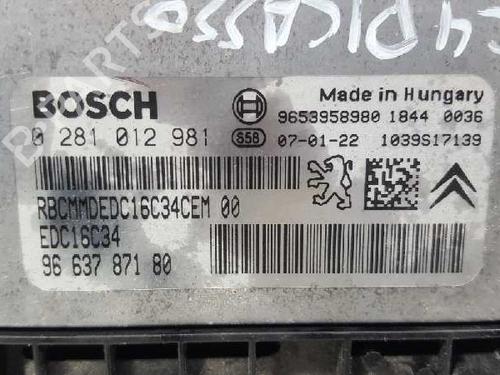 C4 PICASSO
BOSCH
Made in Hungary
9653958980 1844 0036
0 281 012 981 S58 07-01-22 1039S17139
RBCMMDEDC16C34CEM 00
EDC16C34
96 637 871 80